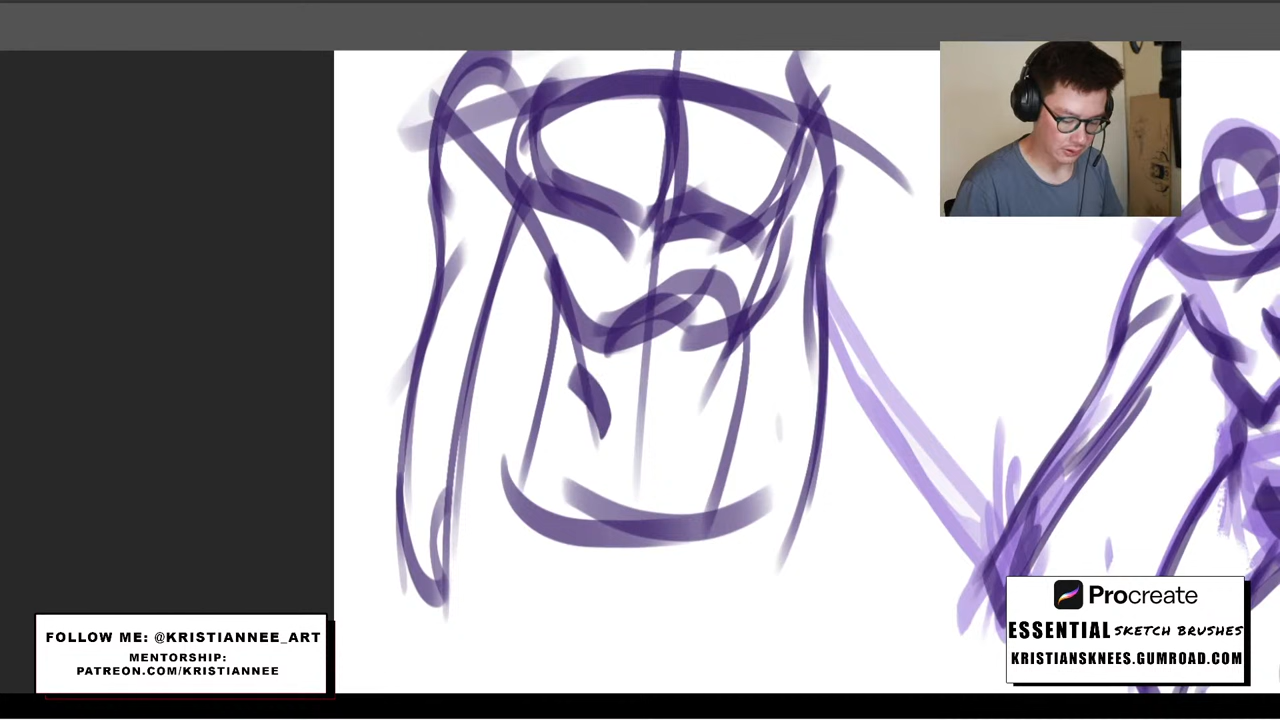 FOLLOW ME: @KRISTIANNEE_ART
MENTORSHIP:
PATREON.COM/KRISTIANNEE
Procreate
ESSENTIAL SKETCH BRUSHES
KRISTIANSKNEES.GUMROAD.COM